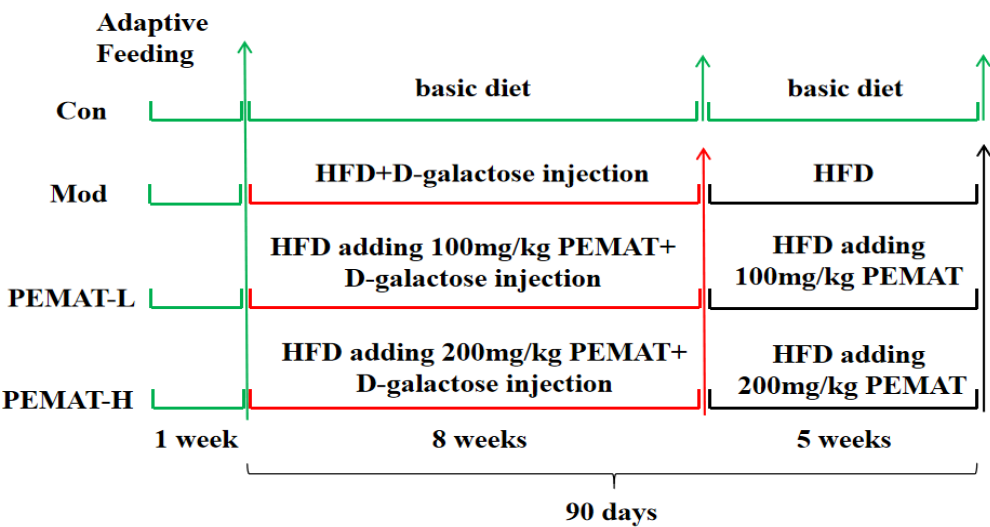 Adaptive
Feeding
Con
basic diet
basic diet
Mod
HFD+D-galactose injection
HFD
PEMAT-L
HFD adding 100mg/kg PEMAT+
D-galactose injection
HFD adding
100mg/kg PEMAT
PEMAT-H
HFD adding 200mg/kg PEMAT+
D-galactose injection
HFD adding
200mg/kg PEMAT
1 week
8 weeks
5 weeks
90 days